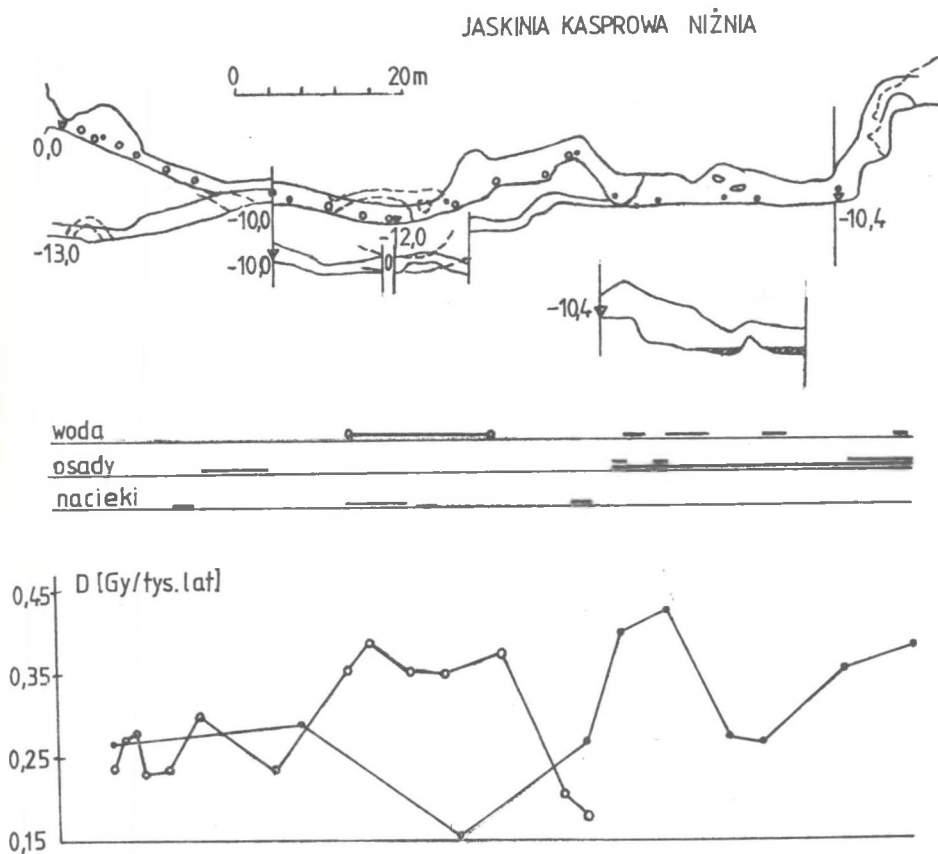 JASKINIA KASPROWA NIŻNIA
0 20m
0,0
-10,0
-12,0
-10,4
-13,0
-10,0
0
-10,4
woda
osady
nacieki
D [Gy/tys.lat]
0,45
0,35
0,25
0,15